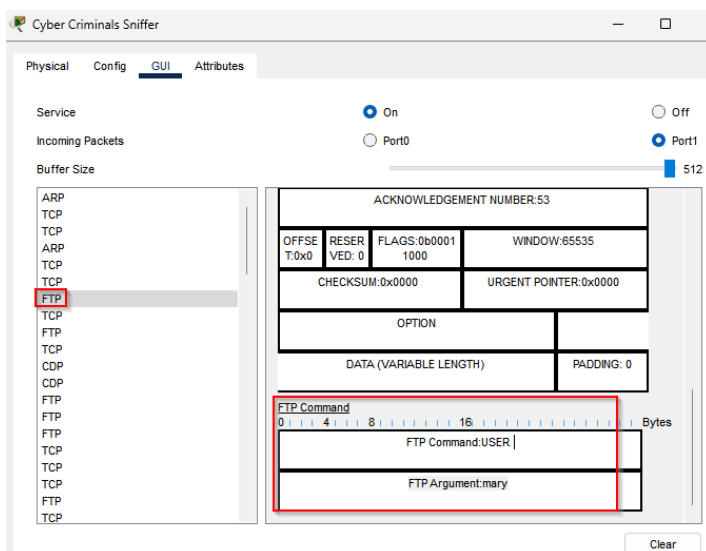 Cyber Criminals Sniffer
Physical Config GUI Attributes
Service On Off
Incoming Packets Port0 Port1
Buffer Size 512
ARP
TCP
TCP
ARP
TCP
TCP
FTP
TCP
FTP
TCP
CDP
CDP
FTP
FTP
FTP
TCP
TCP
TCP
FTP
TCP
ACKNOWLEDGEMENT NUMBER:53
OFFSE RESER FLAGS:0b0001 WINDOW:65535
T:0x0 VED: 0 1000
CHECKSUM:0x0000 URGENT POINTER:0x0000
OPTION
DATA (VARIABLE LENGTH) PADDING: 0
FTP Command
0 4 8 16 Bytes
FTP Command:USER
FTP Argument:mary
Clear